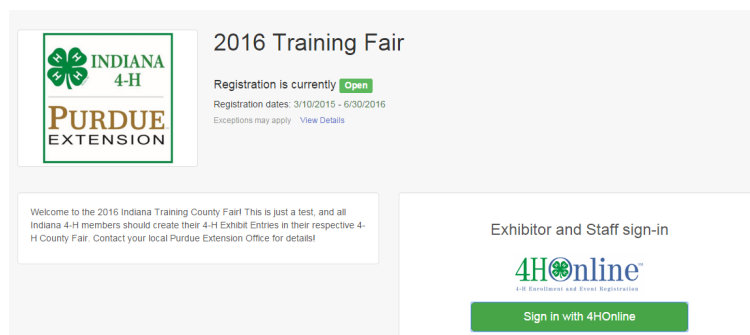 2016 Training Fair
INDIANA
4-H
PURDUE
EXTENSION
Registration is currently Open
Registration dates: 3/10/2015 - 6/30/2016
Exceptions may apply View Details
Welcome to the 2016 Indiana Training County Fair! This is just a test, and all
Indiana 4-H members should create their 4-H Exhibit Entries in their respective 4-
H County Fair. Contact your local Purdue Extension Office for details!
Exhibitor and Staff sign-in
4HOnline
4-H Enrollment and Event Registration
Sign in with 4HOnline